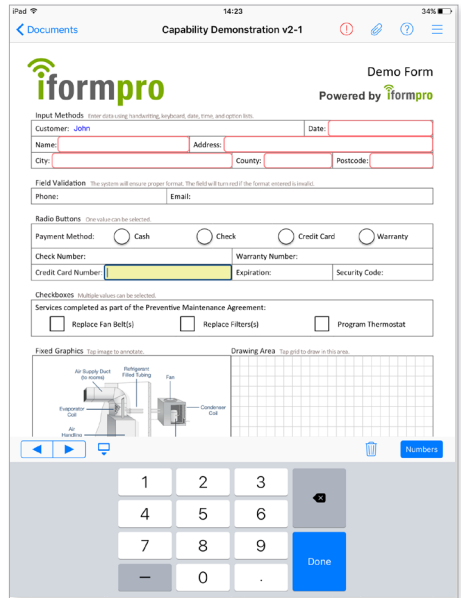 iPad 14:23 34%
Documents Capability Demonstration v2-1
iformpro
Demo Form
Powered by iformpro
Input Methods Enter data using handwriting, keyboard, date, time, and option lists.
Customer: John Date:
Name: Address:
City: County: Postcode:
Field Validation The system will ensure proper format. The field will turn red if the format entered is invalid.
Phone: Email:
Radio Buttons One value can be selected.
Payment Method: Cash Check Credit Card Warranty
Check Number: Warranty Number:
Credit Card Number: Expiration: Security Code:
Checkboxes Multiple values can be selected.
Services completed as part of the Preventive Maintenance Agreement:
Replace Fan Belt(s) Replace Filters(s) Program Thermostat
Fixed Graphics Tap image to annotate. Drawing Area Tap grid to draw in this area.
Air Supply Duct
(to rooms)
Refrigerant
Filled Tubing
Fan
Evaporator
Coil
Condenser
Coil
Air
Handling
Numbers
1 2 3
4 5 6
7 8 9
Done
— 0 .